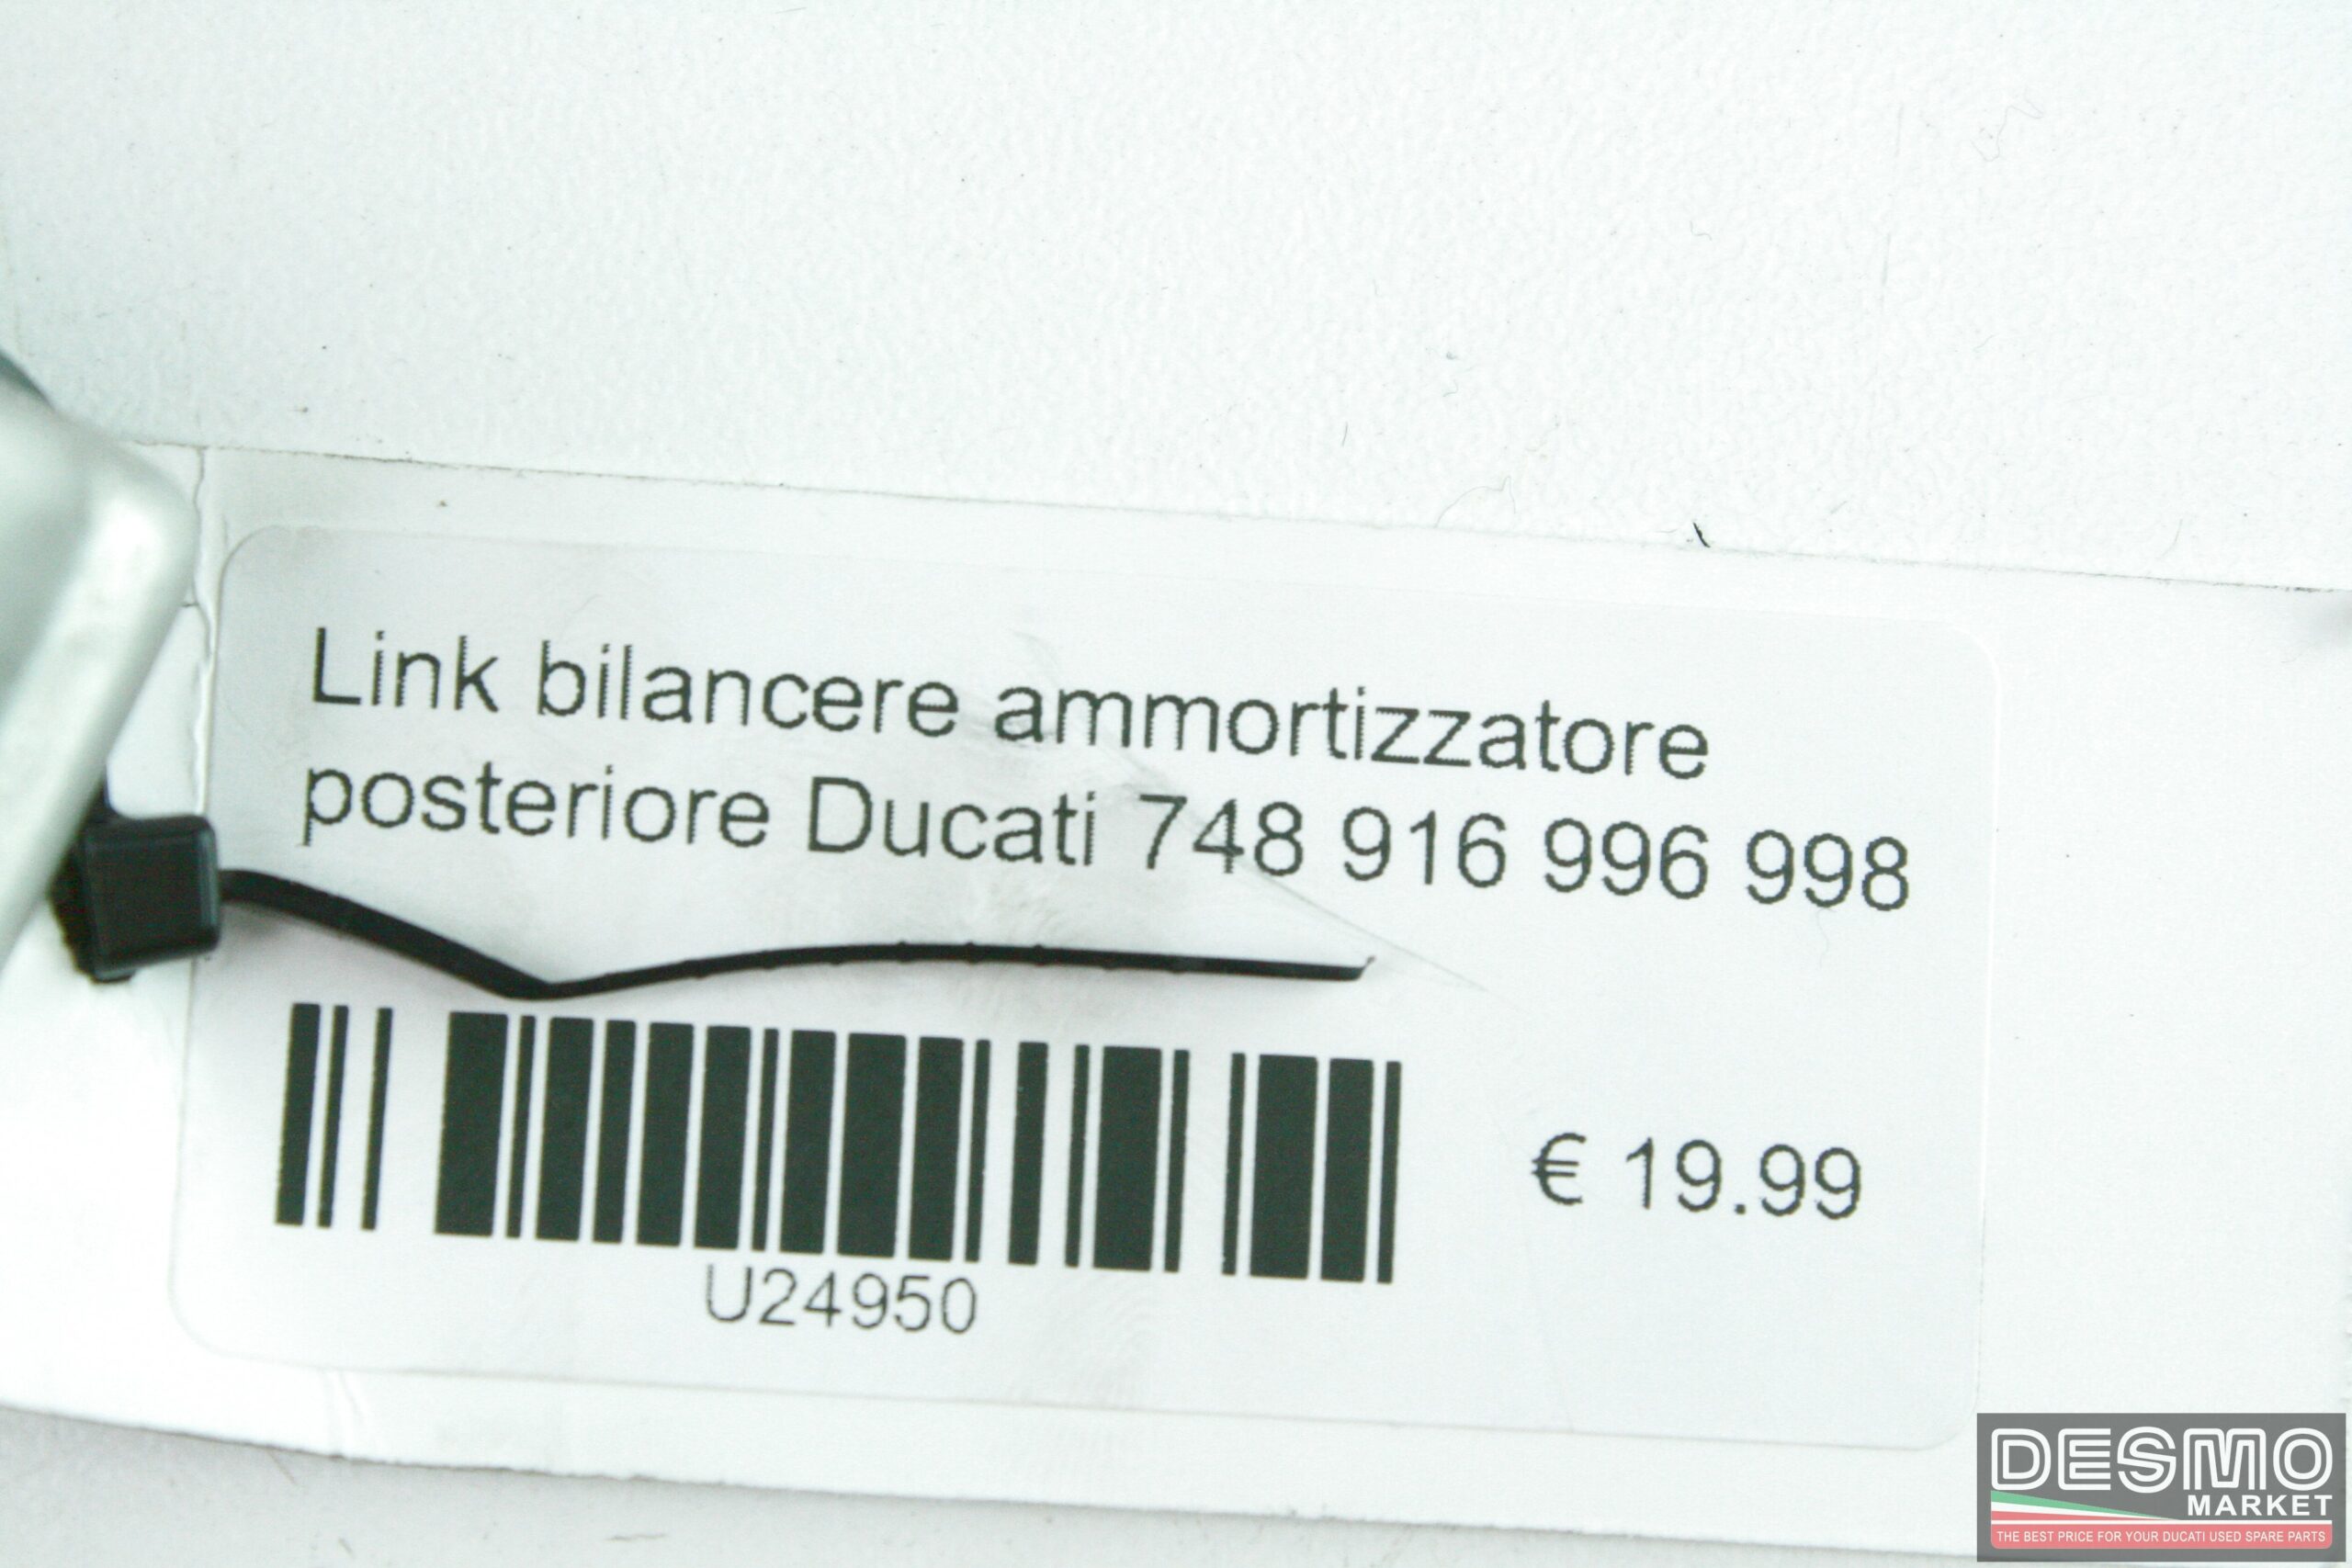 Link bilancere ammortizzatore
posteriore Ducati 748 916 996 998
€ 19.99
U24950
DESMO
MARKET
THE BEST PRICE FOR YOUR DUCATI USED SPARE PARTS